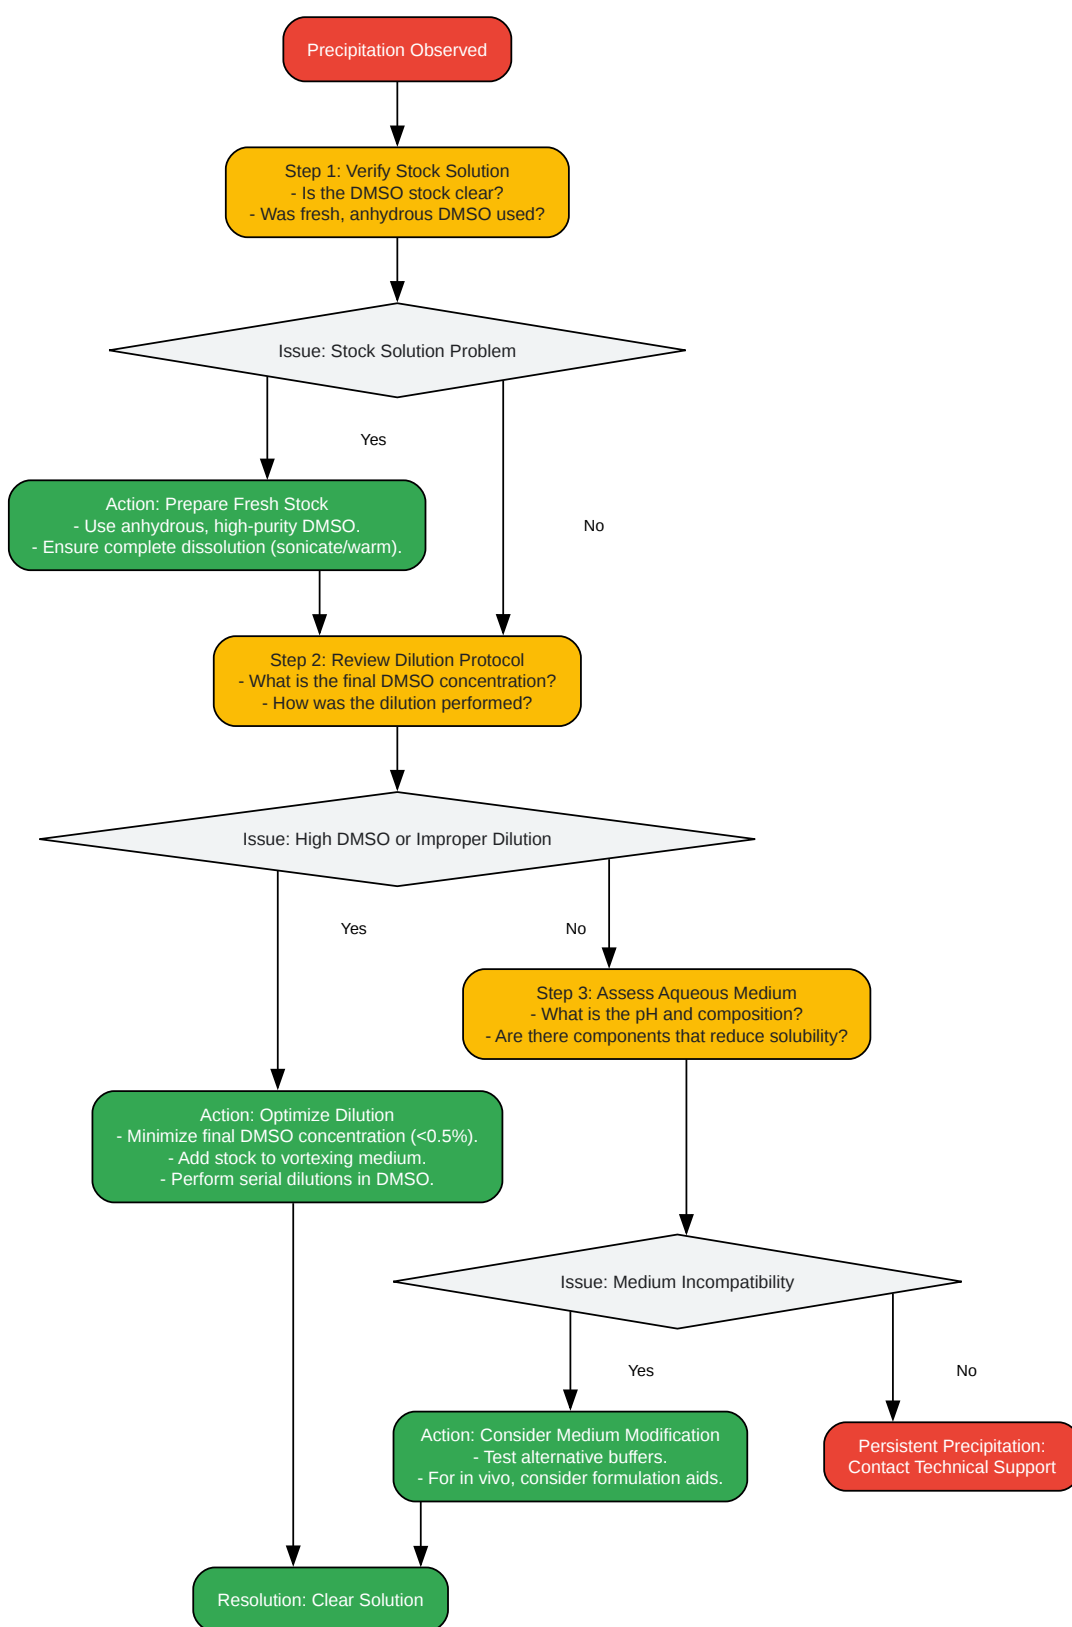 Precipitation Observed
Step 1: Verify Stock Solution
- Is the DMSO stock clear?
- Was fresh, anhydrous DMSO used?
Issue: Stock Solution Problem
Yes
Action: Prepare Fresh Stock
- Use anhydrous, high-purity DMSO.
- Ensure complete dissolution (sonicate/warm).
No
Step 2: Review Dilution Protocol
- What is the final DMSO concentration?
- How was the dilution performed?
Issue: High DMSO or Improper Dilution
Yes
No
Step 3: Assess Aqueous Medium
- What is the pH and composition?
- Are there components that reduce solubility?
Action: Optimize Dilution
- Minimize final DMSO concentration (<0.5%).
- Add stock to vortexing medium.
- Perform serial dilutions in DMSO.
Issue: Medium Incompatibility
Yes
No
Action: Consider Medium Modification
- Test alternative buffers.
- For in vivo, consider formulation aids.
Persistent Precipitation:
Contact Technical Support
Resolution: Clear Solution